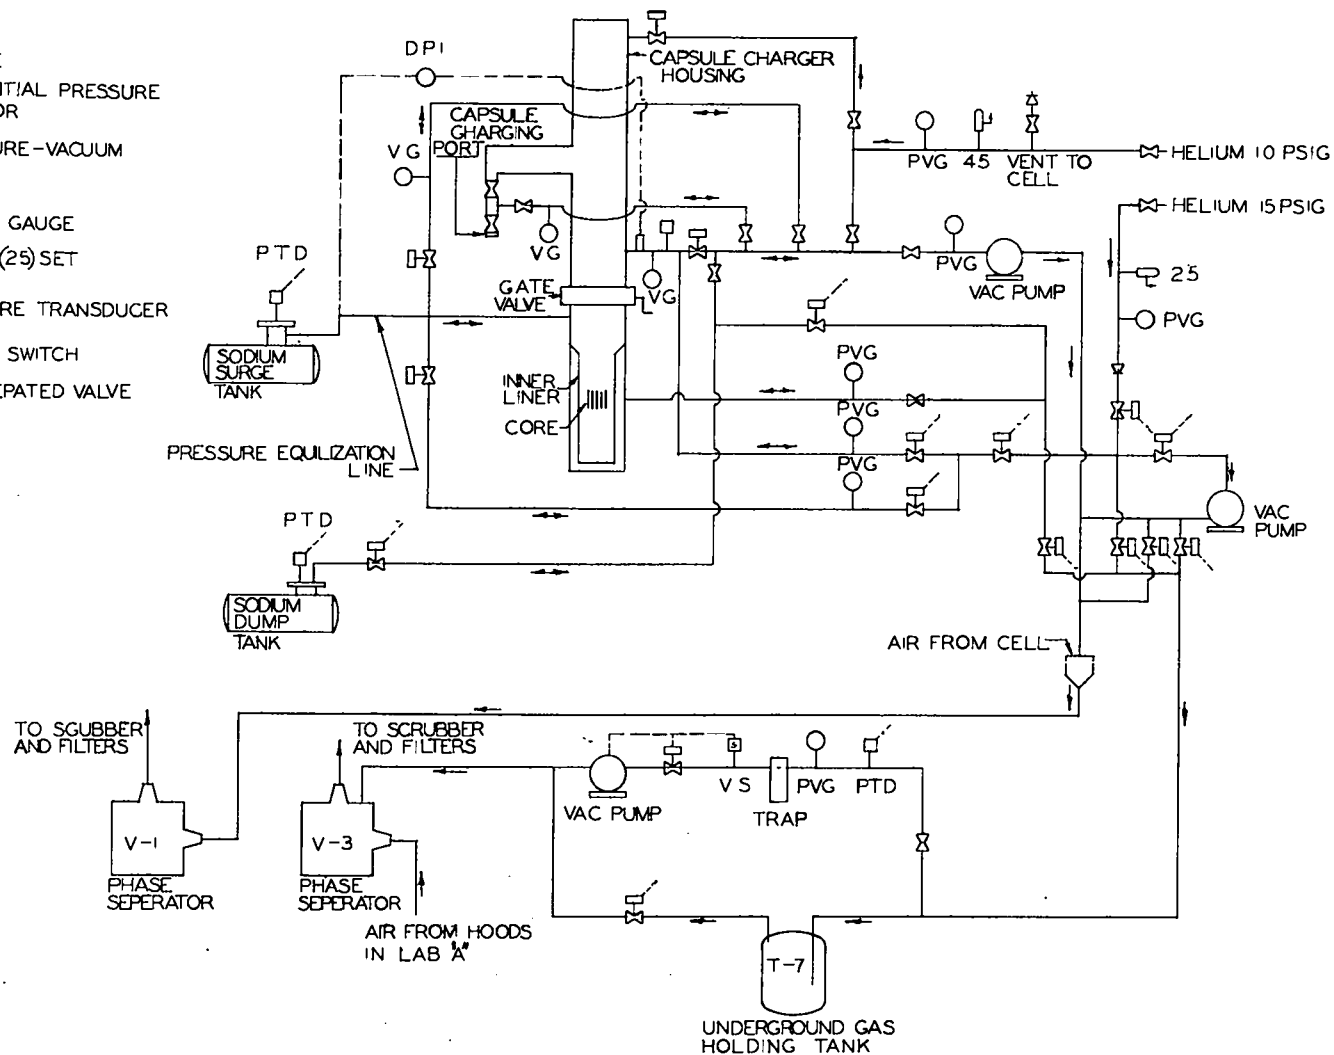 E
TIAL PRESSURE
OR
URE-VACUUM
GAUGE
(25) SET
RE TRANSDUCER
SWITCH
EPATED VALVE
DPI
CAPSULE CHARGER
HOUSING
CAPSULE
CHARGING
PORT
VG
VG
VG
PVG
45
VENT TO
CELL
HELIUM 10 PSIG
HELIUM 15 PSIG
PVG
VAC PUMP
25
PVG
PTD
GATE
VALVE
SODIUM
SURGE
TANK
INNER
LINER
CORE
PVG
PVG
PVG
PRESSURE EQUILIZATION
LINE
VAC
PUMP
PTD
SODIUM
DUMP
TANK
AIR FROM CELL
TO SGUBBER
AND FILTERS
TO SCRUBBER
AND FILTERS
VAC PUMP
VS
TRAP
PVG
PTD
V-1
V-3
PHASE
SEPERATOR
PHASE
SEPERATOR
AIR FROM HOODS
IN LAB "A"
T-7
UNDERGROUND GAS
HOLDING TANK